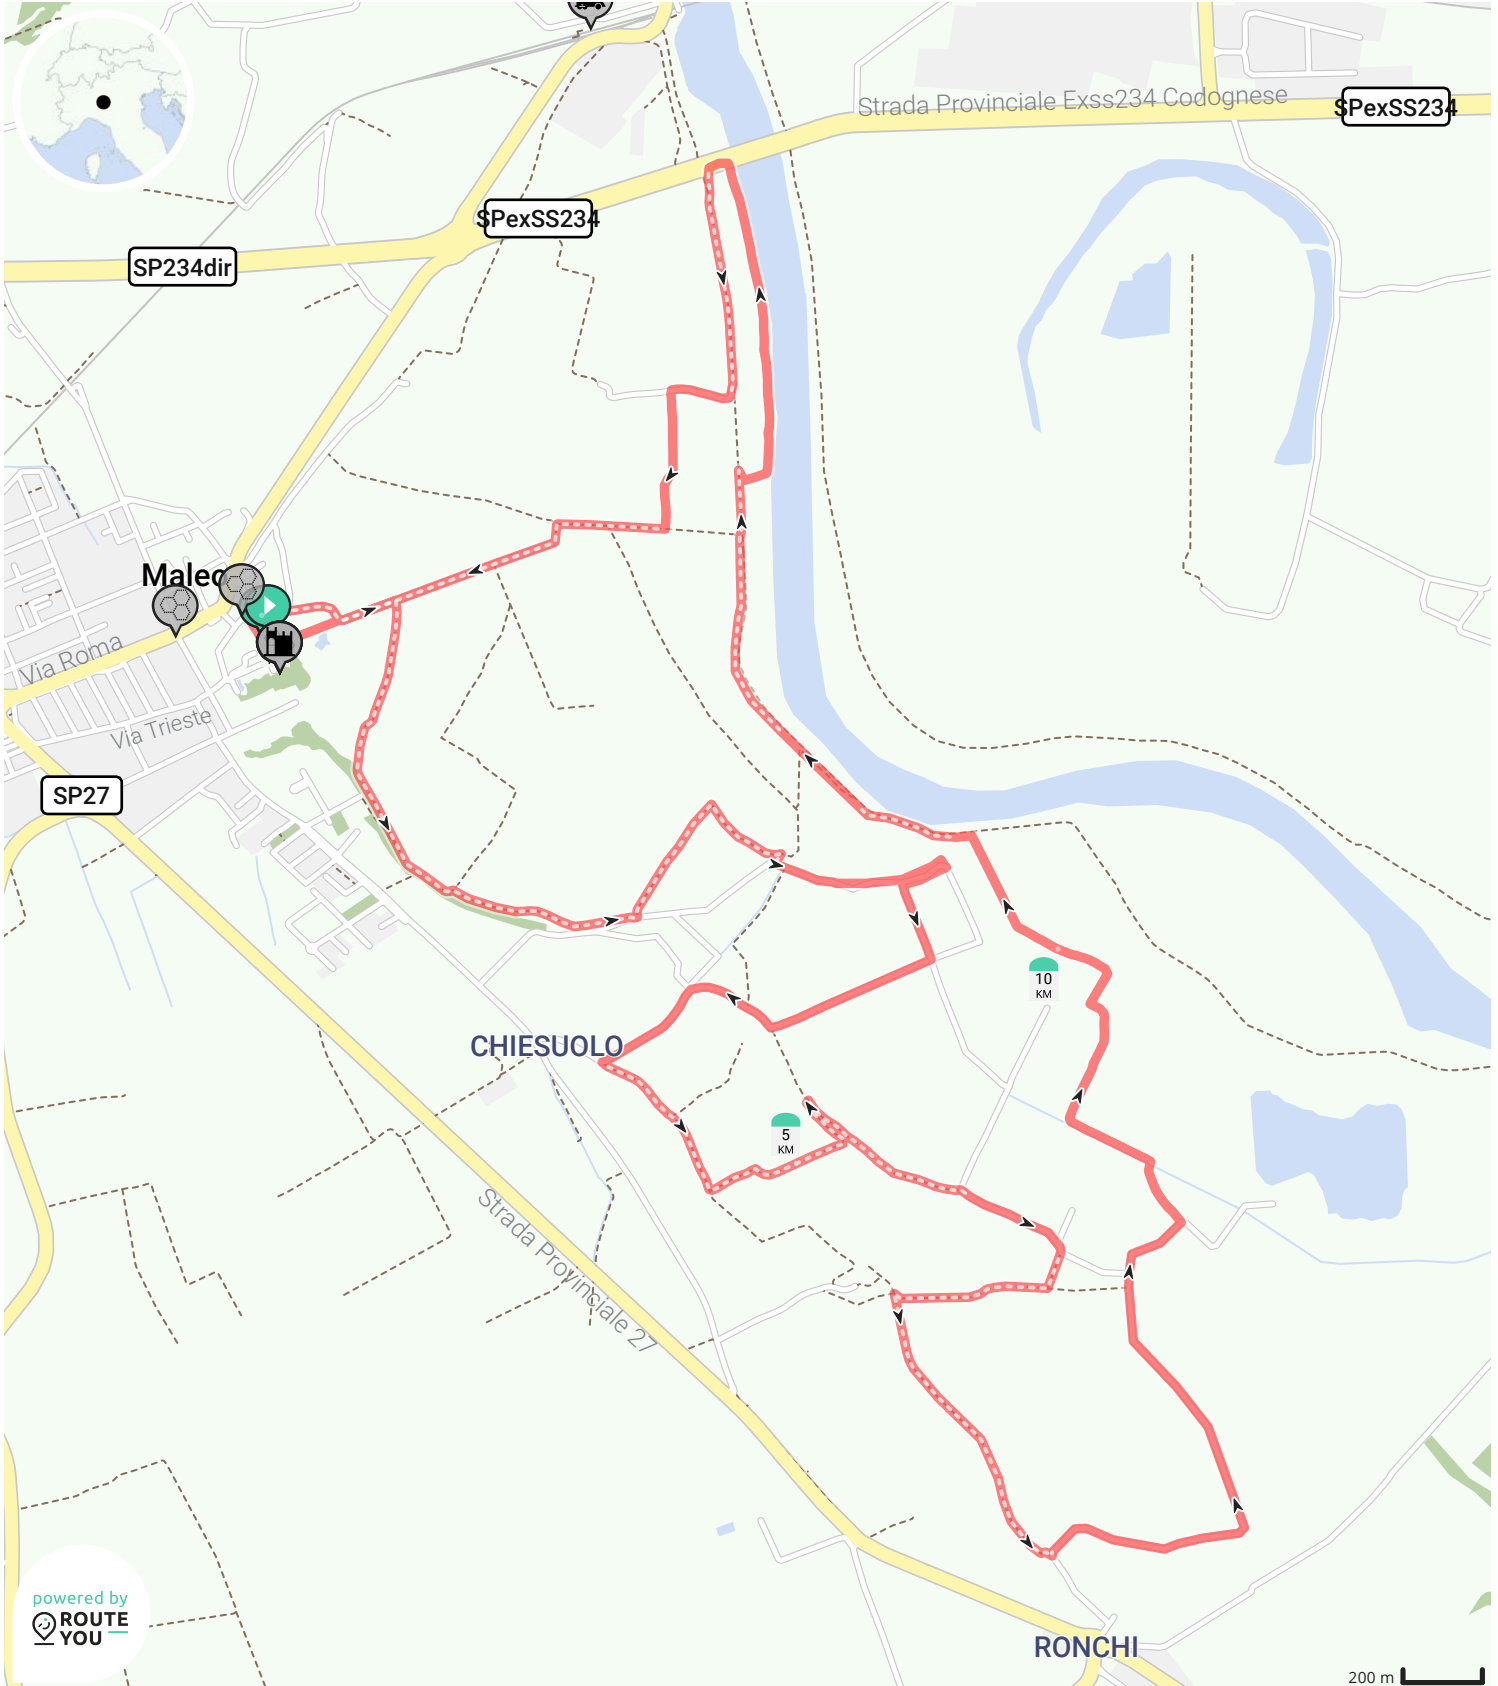 Strada Provinciale Exss234 Codognese
SPexSS234
SPexSS234
SP234dir
Maleo
Via Roma
Via Trieste
SP27
10
KM
CHIESUOLO
5
KM
Strada Provinciale 27
powered by
ROUTE
YOU
RONCHI
200 m